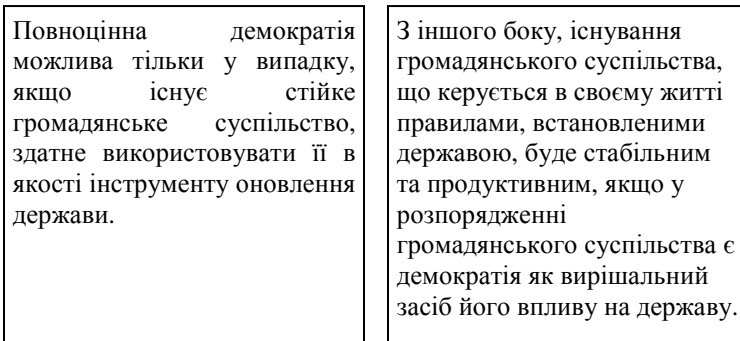 Повноцінна демократія
можлива тільки у випадку,
якщо існує стійке
громадянське суспільство,
здатне використовувати її в
якості інструменту оновлення
держави.
З іншого боку, існування
громадянського суспільства,
що керується в своєму житті
правилами, встановленими
державою, буде стабільним
та продуктивним, якщо у
розпорядженні
громадянського суспільства є
демократія як вирішальний
засіб його впливу на державу.